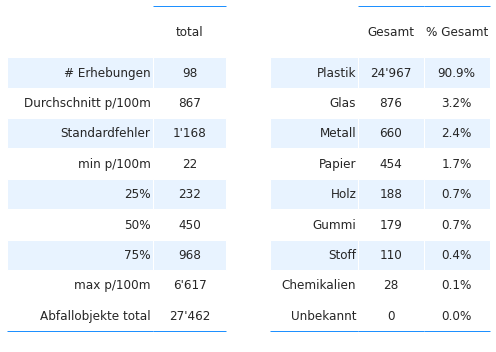 total
# Erhebungen 98
Durchschnitt p/100m 867
Standardfehler 1'168
min p/100m 22
25% 232
50% 450
75% 968
max p/100m 6'617
Abfallobjekte total 27'462
Gesamt % Gesamt
Plastik 24'967 90.9%
Glas 876 3.2%
Metall 660 2.4%
Papier 454 1.7%
Holz 188 0.7%
Gummi 179 0.7%
Stoff 110 0.4%
Chemikalien 28 0.1%
Unbekannt 0 0.0%